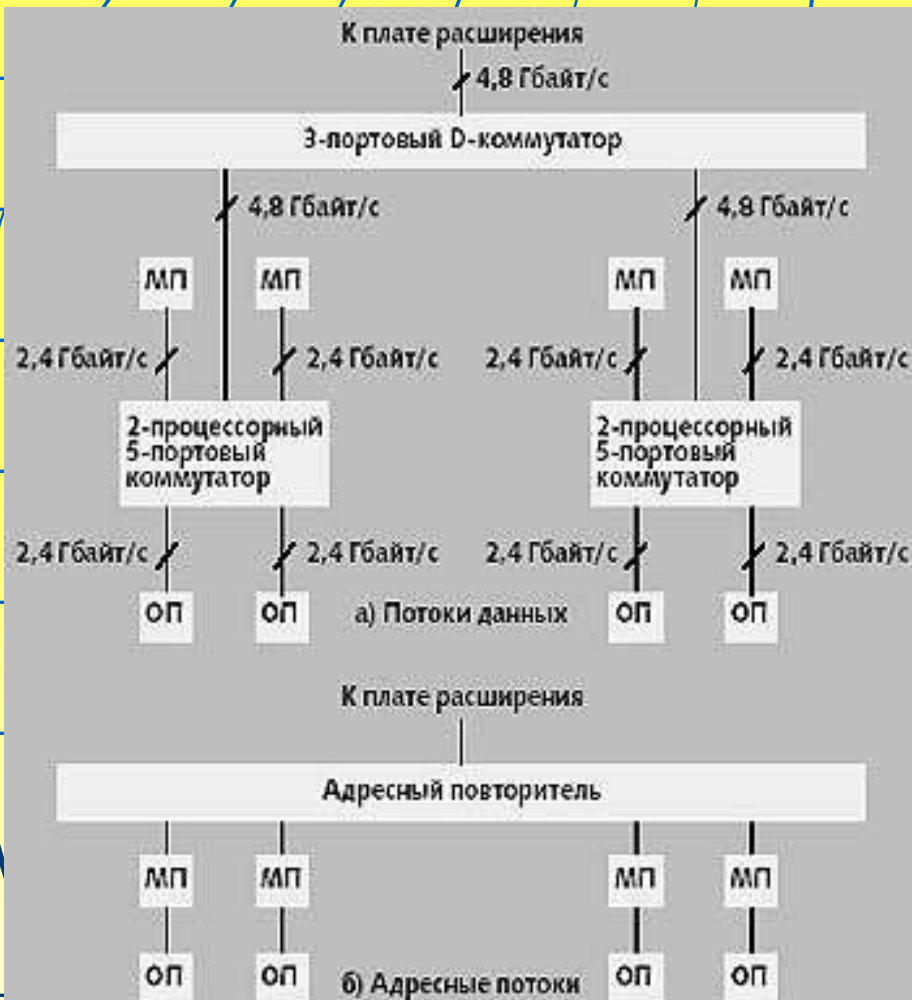 К плате расширения
4,8 Гбайт/с
3-портовый D-коммутатор
4,8 Гбайт/с
4,8 Гбайт/с
МП
МП
МП
МП
2,4 Гбайт/с
2,4 Гбайт/с
2,4 Гбайт/с
2,4 Гбайт/с
2-процессорный
5-портовый
коммутатор
2-процессорный
5-портовый
коммутатор
2,4 Гбайт/с
2,4 Гбайт/с
2,4 Гбайт/с
2,4 Гбайт/с
ОП
ОП
а) Потоки данных
ОП
ОП
К плате расширения
Адресный повторитель
МП
МП
МП
МП
ОП
ОП
б) Адресные потоки
ОП
ОП